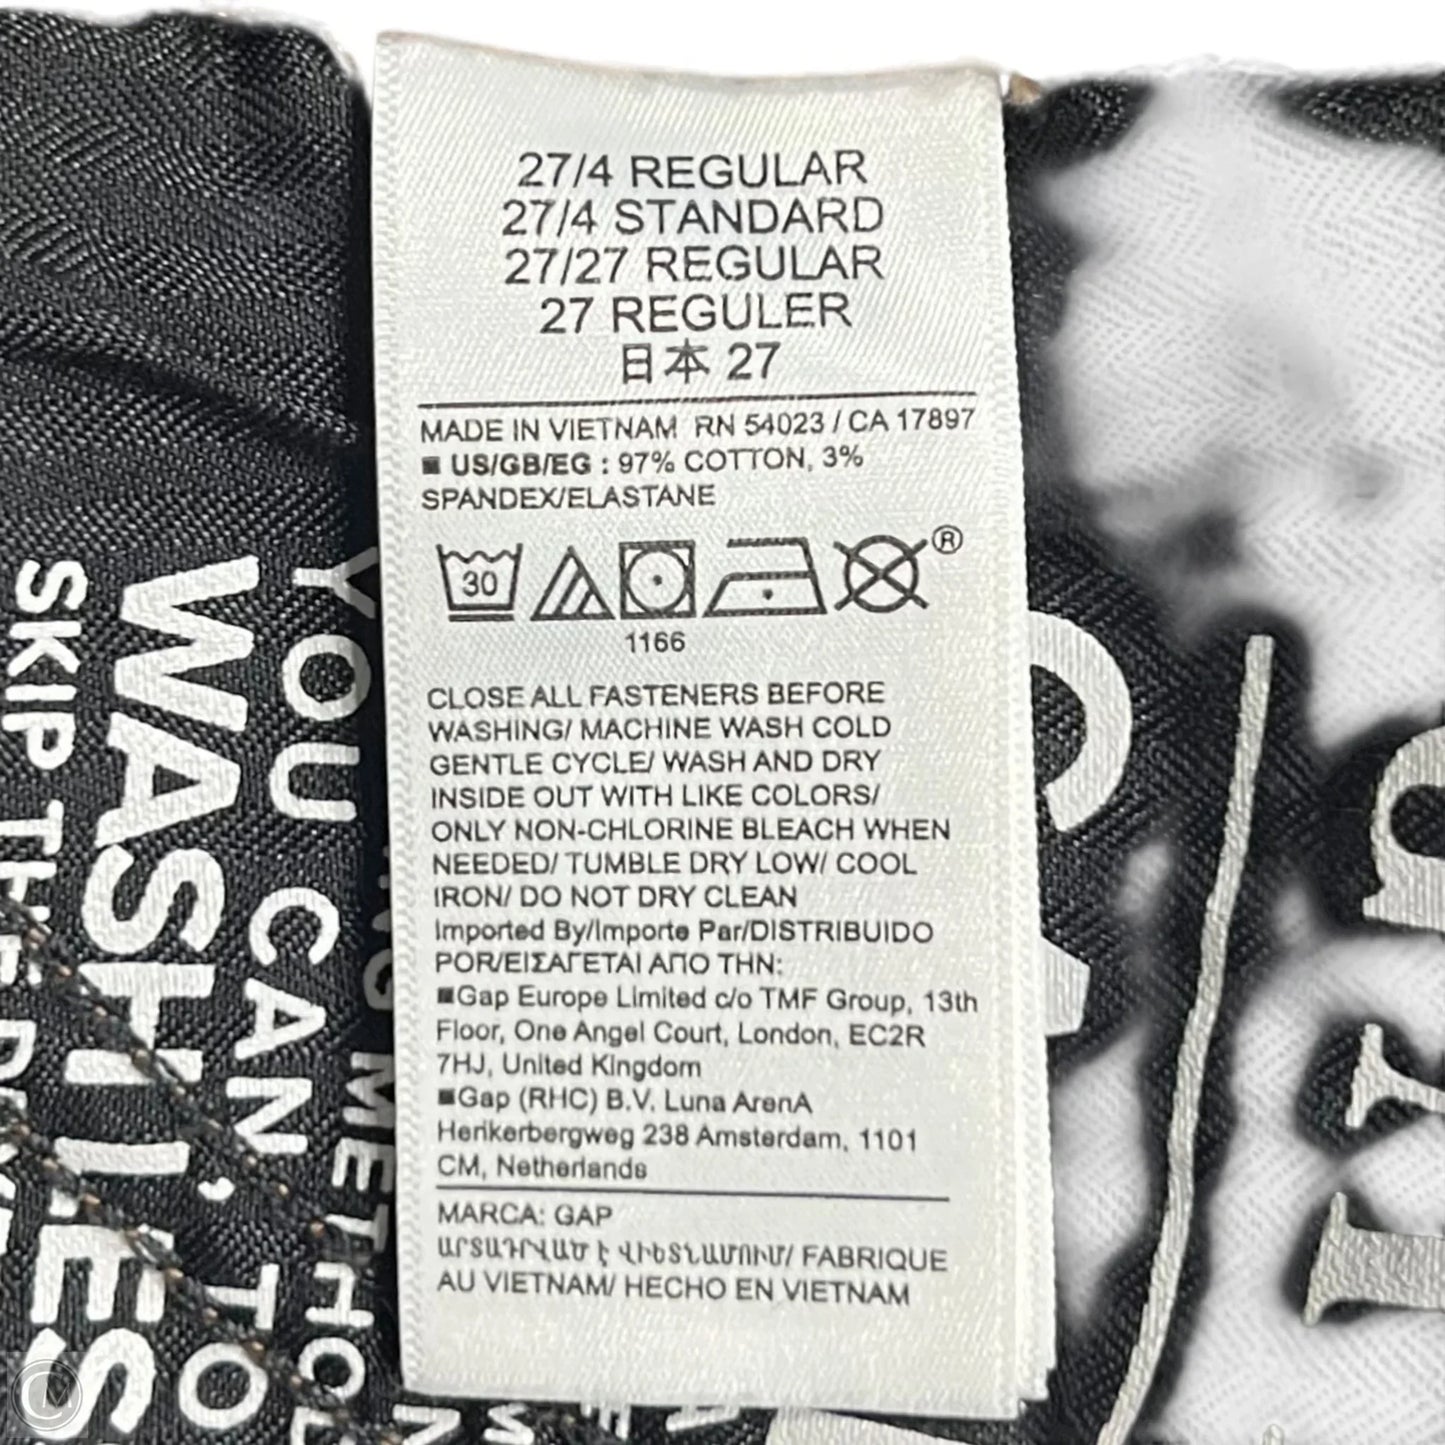 27/4 REGULAR
27/4 STANDARD
27/27 REGULAR
27 REGULER
日本 27
MADE IN VIETNAM RN 54023 / CA 17897
■ US/GB/EG : 97% COTTON, 3%
SPANDEX/ELASTANE
30
®
1166
CLOSE ALL FASTENERS BEFORE
WASHING/ MACHINE WASH COLD
GENTLE CYCLE/ WASH AND DRY
INSIDE OUT WITH LIKE COLORS/
ONLY NON-CHLORINE BLEACH WHEN
NEEDED/ TUMBLE DRY LOW/ COOL
IRON/ DO NOT DRY CLEAN
Imported By/Importe Par/DISTRIBUIDO
POR/ΕΙΣΑΓΕΤΑΙ ΑΠΟ ΤΗΝ:
■Gap Europe Limited c/o TMF Group, 13th
Floor, One Angel Court, London, EC2R
7HJ, United Kingdom
■Gap (RHC) B.V. Luna ArenA
Herikerbergweg 238 Amsterdam, 1101
CM, Netherlands
MARCA: GAP
ԱՐՏԱԴՐՎԱԾ Է ՎԻԵՏՆԱՄՈՒՄ/ FABRIQUE
AU VIETNAM/ HECHO EN VIETNAM
YOU CAN TO
WASH, LES
SKIP THE